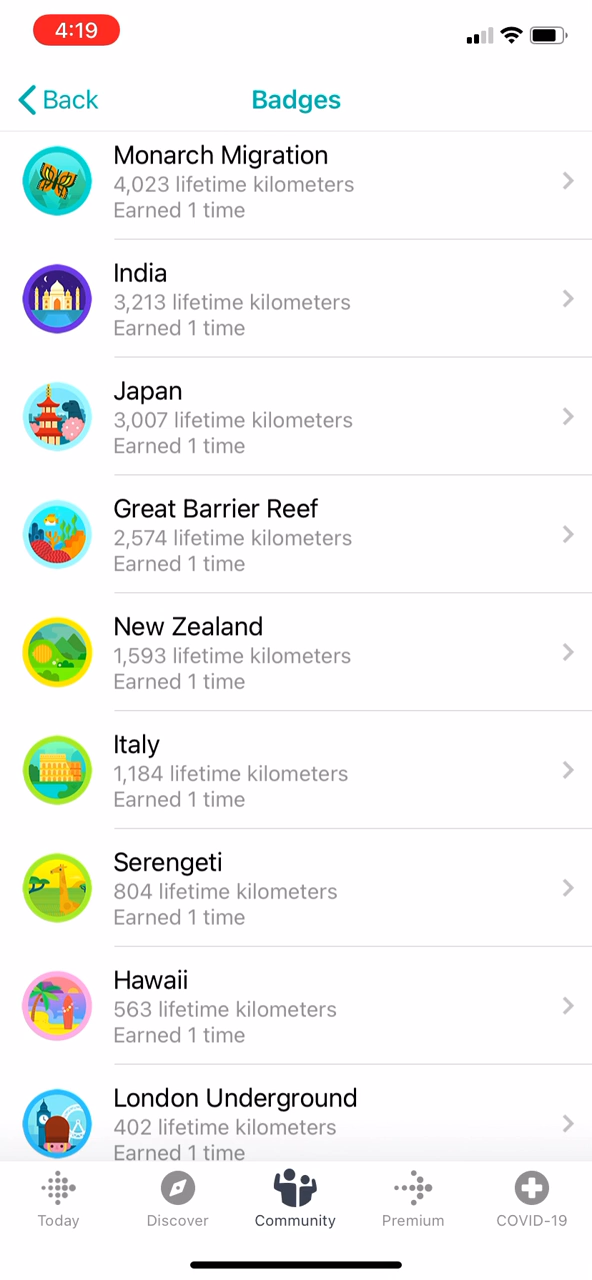 4:19
Back
Badges
Monarch Migration
4,023 lifetime kilometers
Earned 1 time
India
3,213 lifetime kilometers
Earned 1 time
Japan
3,007 lifetime kilometers
Earned 1 time
Great Barrier Reef
2,574 lifetime kilometers
Earned 1 time
New Zealand
1,593 lifetime kilometers
Earned 1 time
Italy
1,184 lifetime kilometers
Earned 1 time
Serengeti
804 lifetime kilometers
Earned 1 time
Hawaii
563 lifetime kilometers
Earned 1 time
London Underground
402 lifetime kilometers
Earned 1 time
Today
Discover
Community
Premium
COVID-19